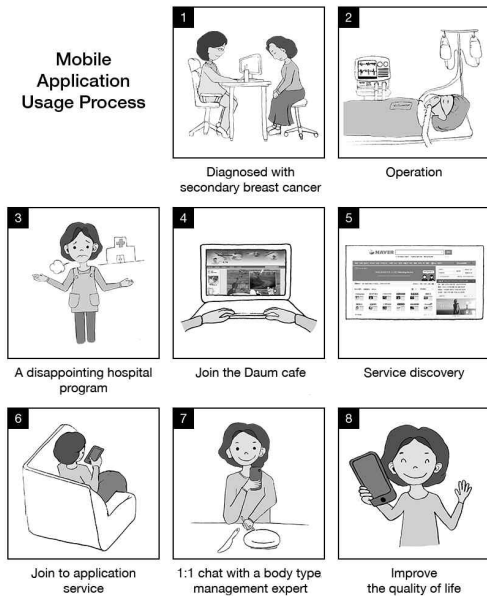 Mobile
Application
Usage Process
1
Diagnosed with
secondary breast cancer
2
Operation
3
A disappointing hospital
program
4
Join the Daum cafe
5
NAVER
Service discovery
6
Join to application
service
7
1:1 chat with a body type
management expert
8
Improve
the quality of life